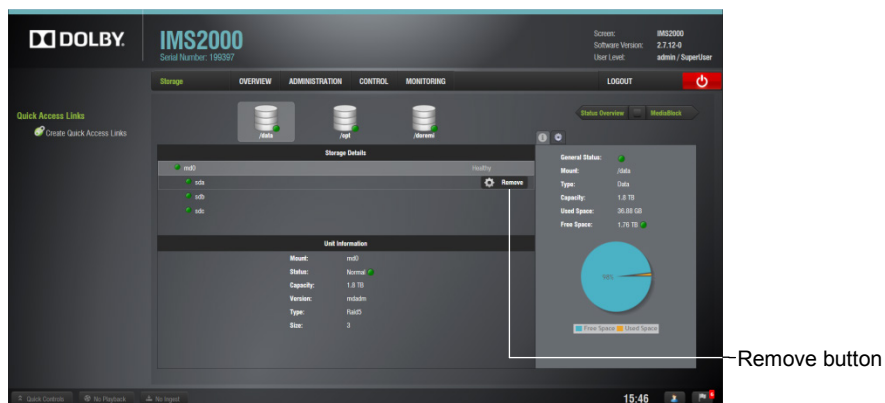 DOLBY.
IMS2000
Serial Number: 199397
Screen: IMS2000
Software Version: 2.7.12-0
User Level: admin / SuperUser
Storage OVERVIEW ADMINISTRATION CONTROL MONITORING LOGOUT
Quick Access Links
Create Quick Access Links
/data /opt /doremi
Status Overview MediaBlock
Storage Details
md0 Healthy
sda Remove
sdb
sdc
Unit Information
Mount: md0
Status: Normal
Capacity: 1.8 TB
Version: mdadm
Type: Raid5
Size: 3
General Status:
Mount: /data
Type: Data
Capacity: 1.8 TB
Used Space: 36.88 GB
Free Space: 1.76 TB
98%
Free Space Used Space
Remove button
Quick Controls No Playback No Ingest 15:46